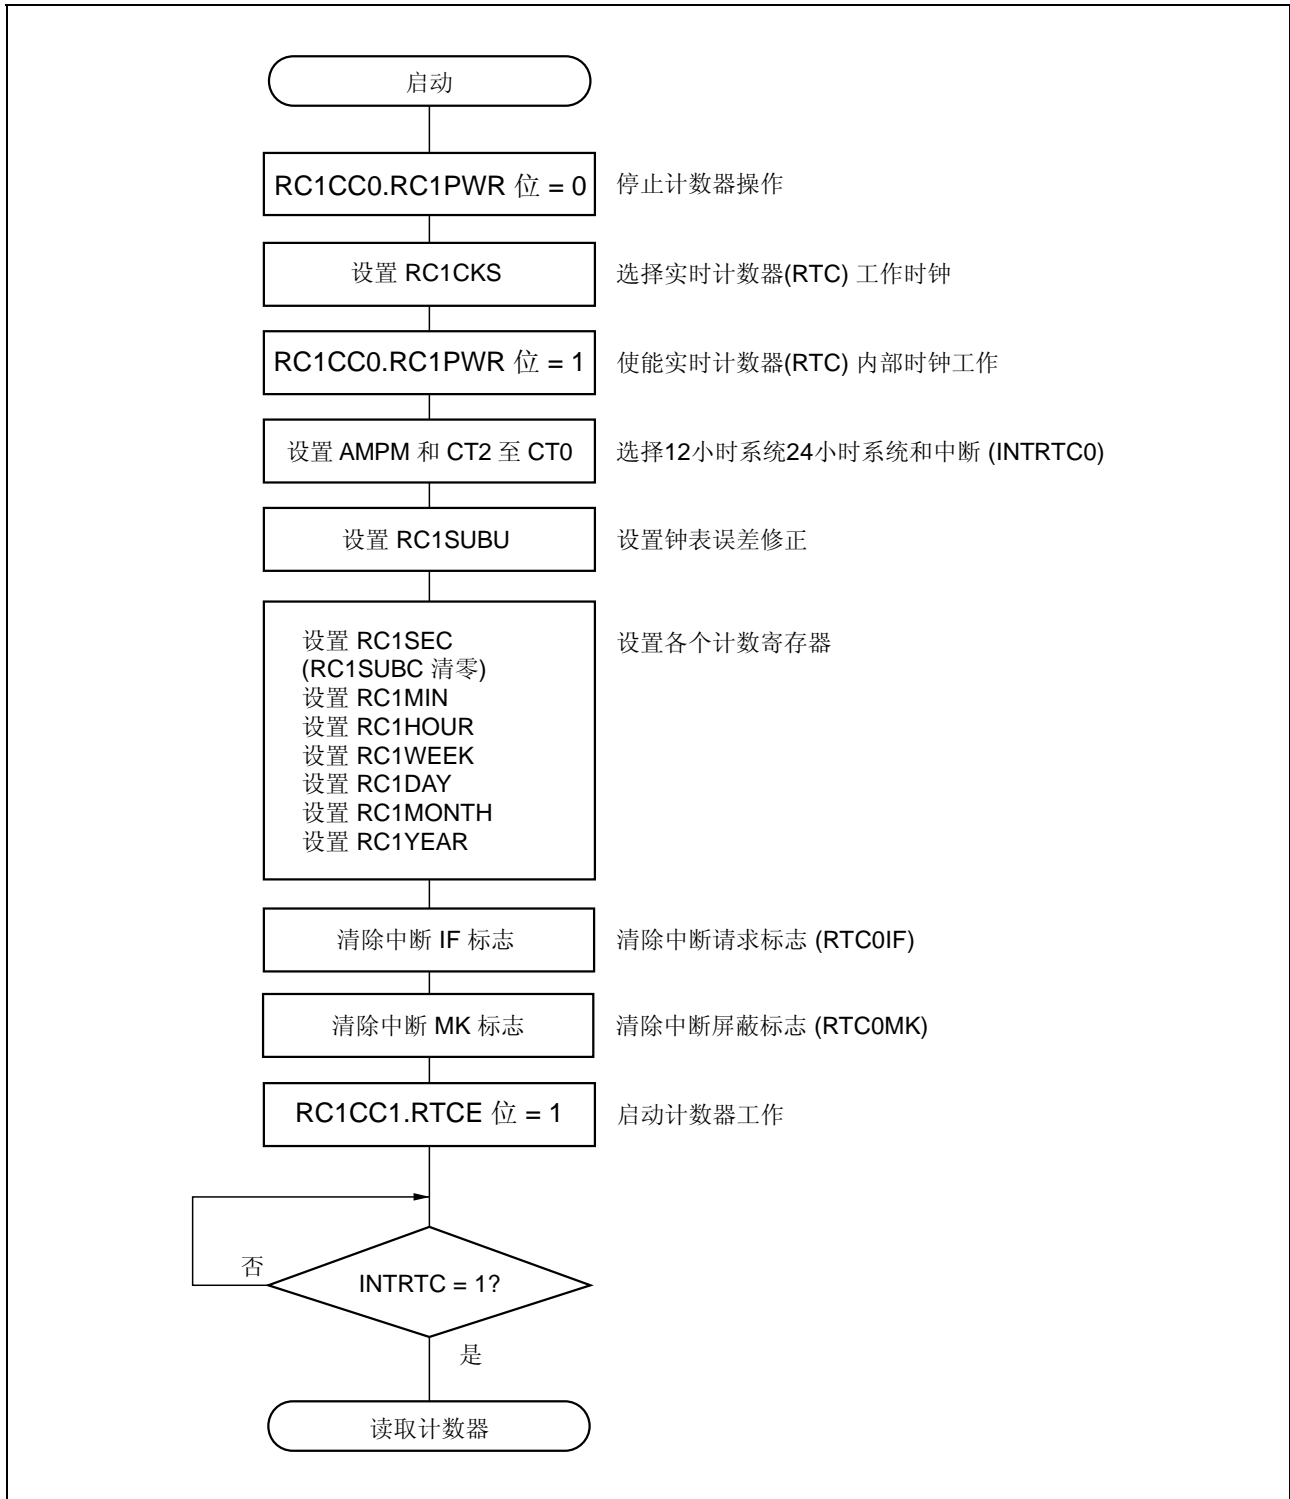 启动
RC1CC0.RC1PWR 位 = 0
停止计数器操作
设置 RC1CKS
选择实时计数器(RTC) 工作时钟
RC1CC0.RC1PWR 位 = 1
使能实时计数器(RTC) 内部时钟工作
设置 AMPM 和 CT2 至 CT0
选择12小时系统24小时系统和中断 (INTRTC0)
设置 RC1SUBU
设置钟表误差修正
设置 RC1SEC
(RC1SUBC 清零)
设置 RC1MIN
设置 RC1HOUR
设置 RC1WEEK
设置 RC1DAY
设置 RC1MONTH
设置 RC1YEAR
设置各个计数寄存器
清除中断 IF 标志
清除中断请求标志 (RTC0IF)
清除中断 MK 标志
清除中断屏蔽标志 (RTC0MK)
RC1CC1.RTCE 位 = 1
启动计数器工作
否
INTRTC = 1?
是
读取计数器